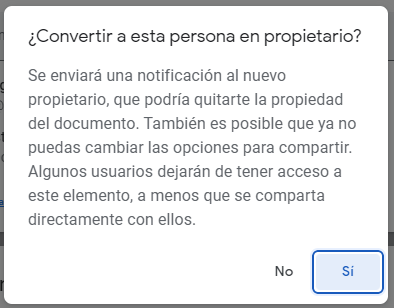 ¿Convertir a esta persona en propietario?
Se enviará una notificación al nuevo
propietario, que podría quitarte la propiedad
del documento. También es posible que ya no
puedas cambiar las opciones para compartir.
Algunos usuarios dejarán de tener acceso a
este elemento, a menos que se comparta
directamente con ellos.
No Sí